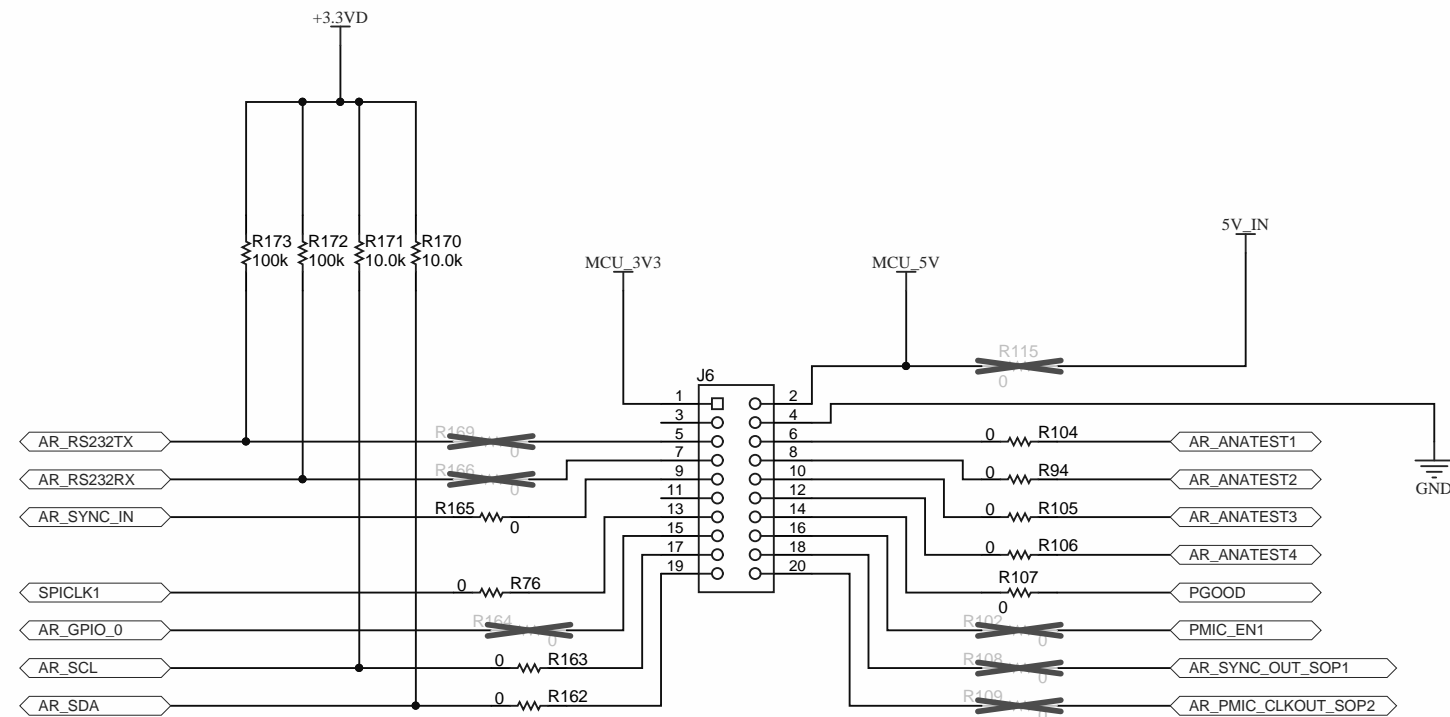 +3.3VD
5V_IN
R173 R172 R171 R170
100k 100k 10.0k 10.0k
MCU_3V3
MCU_5V
R115
0
J6
1 2
3 4
AR_RS232TX R169 0 5 6 0 R104 AR_ANATEST1
7 8
AR_RS232RX R166 0 9 10 0 R94 AR_ANATEST2
GND
11 12
AR_SYNC_IN R165 0 13 14 0 R105 AR_ANATEST3
15 16
17 18 0 R106 AR_ANATEST4
19 20
SPICLK1 0 R76 R107 0 PGOOD
AR_GPIO_0 R164 0 R102 0 PMIC_EN1
AR_SCL 0 R163 R108 0 AR_SYNC_OUT_SOP1
AR_SDA 0 R162 R109 0 AR_PMIC_CLKOUT_SOP2